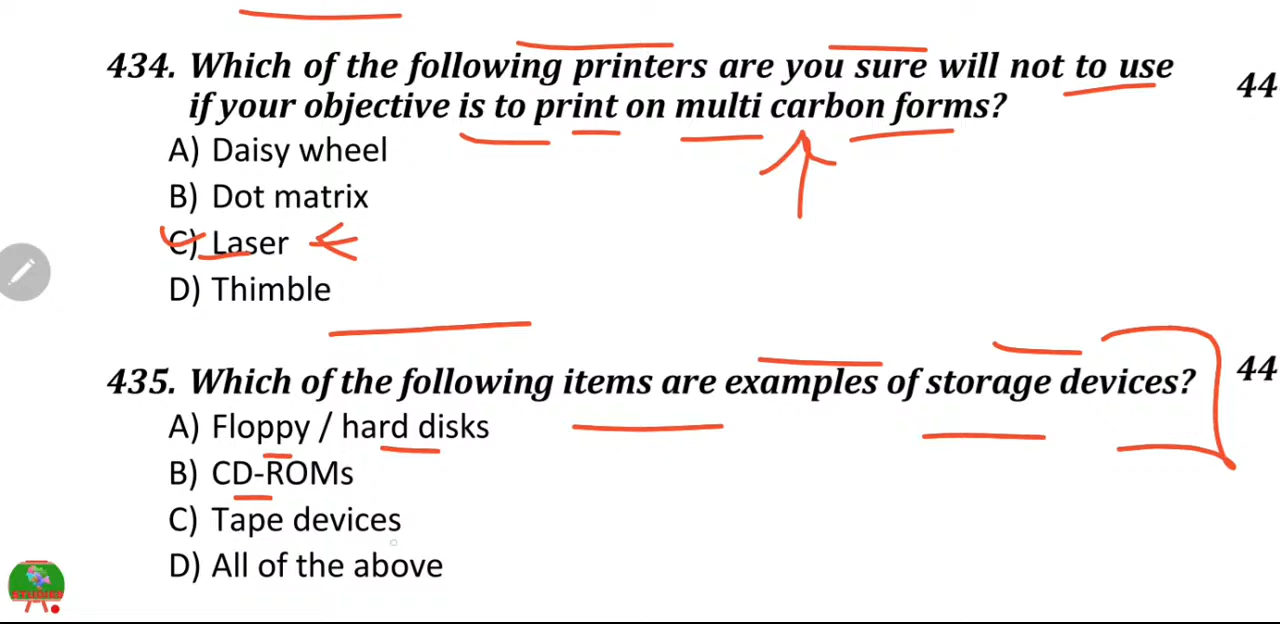 434. Which of the following printers are you sure will not to use
if your objective is to print on multi carbon forms?
A) Daisy wheel
B) Dot matrix
C) Laser
D) Thimble
435. Which of the following items are examples of storage devices?
A) Floppy / hard disks
B) CD-ROMs
C) Tape devices
D) All of the above
44
44
STUDIES